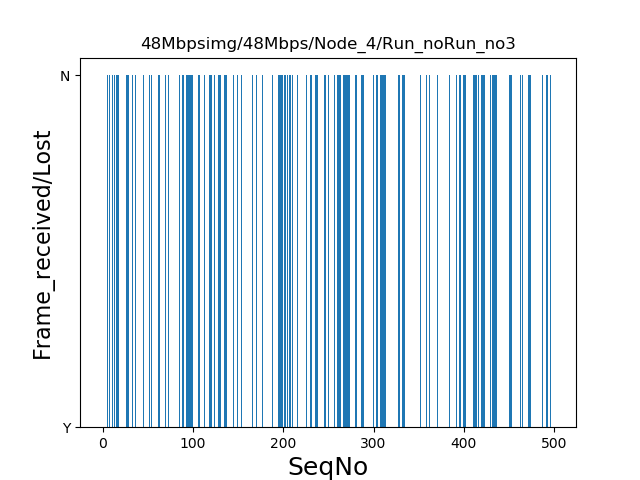 48Mbpsimg/48Mbps/Node_4/Run_noRun_no3
N
Frame_received/Lost
Y
0 100 200 300 400 500
SeqNo